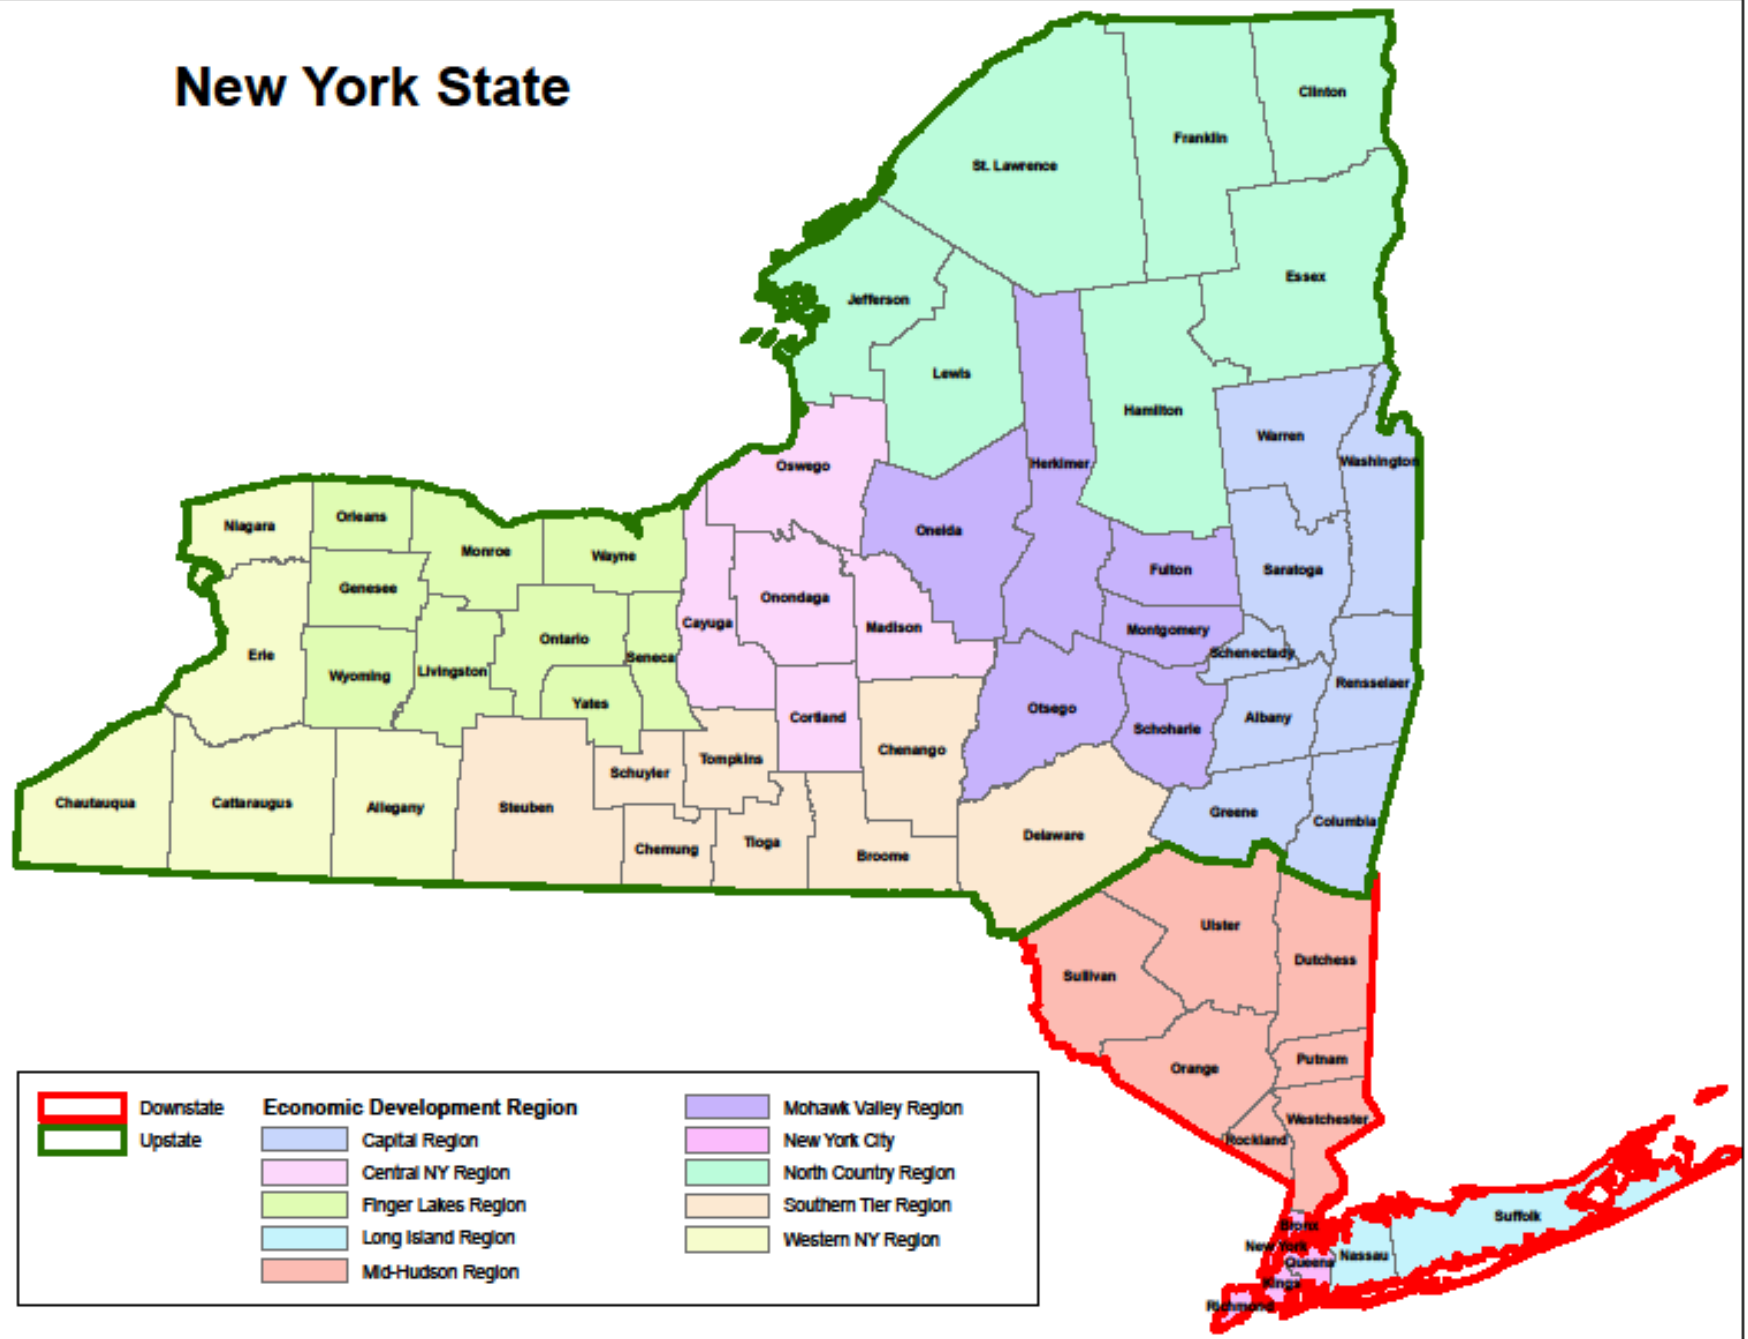 New York State
Clinton
Franklin
St. Lawrence
Essex
Jefferson
Lewis
Hamilton
Warren
Washington
Herkimer
Oswego
Oneida
Niagara
Orleans
Monroe
Wayne
Genesee
Fulton
Saratoga
Onondaga
Cayuga
Madison
Montgomery
Ontario
Seneca
Schenectady
Erie
Wyoming
Livingston
Rensselaer
Yates
Cortland
Otsego
Schoharie
Albany
Chenango
Tompkins
Schuyler
Chautauqua
Cattaraugus
Allegany
Steuben
Greene
Columbia
Chemung
Tioga
Broome
Delaware
Ulster
Dutchess
Sullivan
Orange
Putnam
Westchester
Rockland
Suffolk
Bronx
New York
Nassau
Queens
Kings
Richmond
Downstate
Upstate
Economic Development Region
Capital Region
Central NY Region
Finger Lakes Region
Long Island Region
Mid-Hudson Region
Mohawk Valley Region
New York City
North Country Region
Southern Tier Region
Western NY Region